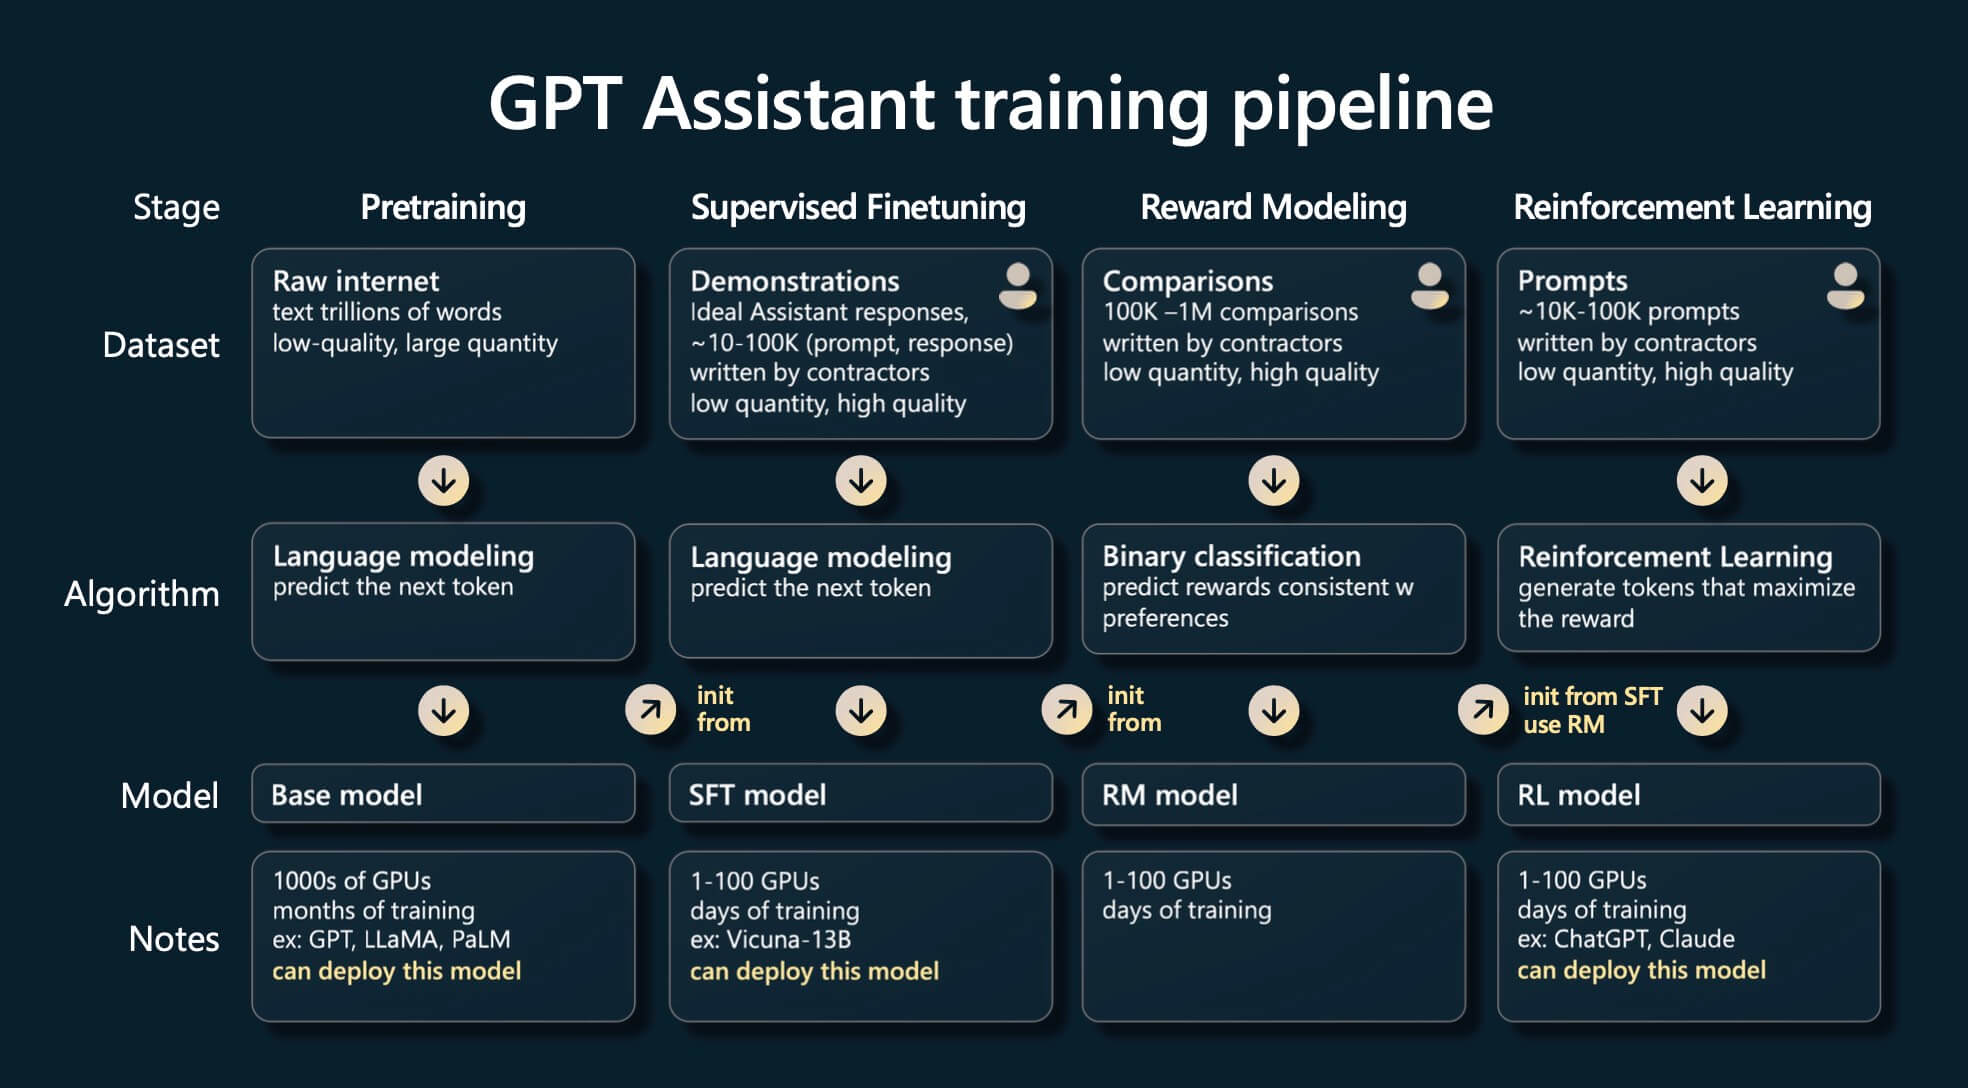 GPT Assistant training pipeline
Stage
Pretraining
Supervised Finetuning
Reward Modeling
Reinforcement Learning
Dataset
Raw internet
text trillions of words
low-quality, large quantity
Demonstrations
Ideal Assistant responses,
~10-100K (prompt, response)
written by contractors
low quantity, high quality
Comparisons
100K –1M comparisons
written by contractors
low quantity, high quality
Prompts
~10K-100K prompts
written by contractors
low quantity, high quality
Algorithm
Language modeling
predict the next token
Language modeling
predict the next token
Binary classification
predict rewards consistent w
preferences
Reinforcement Learning
generate tokens that maximize
the reward
init
from
init
from
init from SFT
use RM
Model
Base model
SFT model
RM model
RL model
Notes
1000s of GPUs
months of training
ex: GPT, LLaMA, PaLM
can deploy this model
1-100 GPUs
days of training
ex: Vicuna-13B
can deploy this model
1-100 GPUs
days of training
1-100 GPUs
days of training
ex: ChatGPT, Claude
can deploy this model